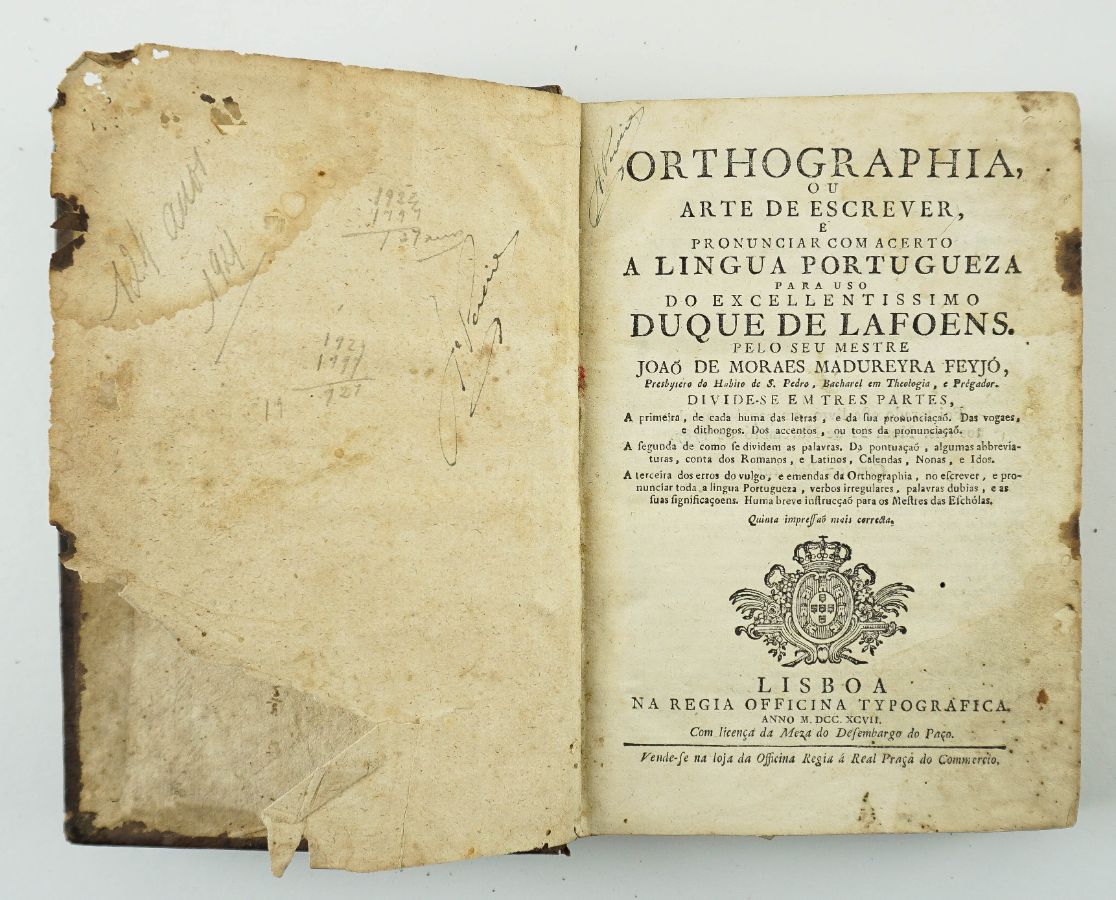 124 annos
1921
1922
1797
1921
1797
19
Pereira
ORTHOGRAPHIA,
OU
ARTE DE ESCREVER,
E
PRONUNCIAR COM ACERTO
A LINGUA PORTUGUEZA
PARA USO
DO EXCELLENTISSIMO
DUQUE DE LAFOENS.
PELO SEU MESTRE
JOAÕ DE MORAES MADUREYRA FEYJÓ,
Presbytero do Habito de S. Pedro, Bacharel em Theologia, e Prégador.
DIVIDE-SE EM TRES PARTES,
A primeira, de cada huma das letras, e da ſua pronunciaçaõ. Das vogaes,
e dithongos. Dos accentos, ou tons da pronunciaçaõ.
A ſegunda de como ſe dividem as palavras. Da pontuaçaõ, algumas abbrevia-
turas, conta dos Romanos, e Latinos, Calendas, Nonas, e Idos.
A terceira dos erros do vulgo, e emendas da Orthographia, no eſcrever, e pro-
nunciar toda a lingua Portugueza, verbos irregulares, palavras dubias, e as
ſuas ſignificaçoens. Huma breve inſtrucçaõ para os Meſtres das Eſchólas.
Quinta impreſſaõ mais correcta.
LISBOA
NA REGIA OFFICINA TYPOGRAFICA.
ANNO M. DCC. XCVII.
Com licença da Meza do Deſembargo do Paço.
Vende-ſe na loja da Officina Regia á Real Praça do Commercio.